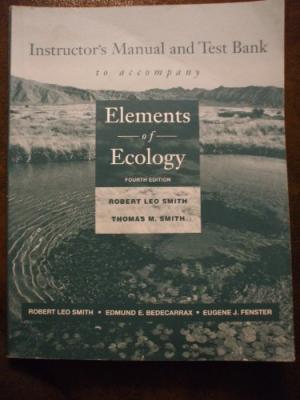 Instructor's Manual and Test Bank
to accompany
Elements
of
Ecology
FOURTH EDITION
ROBERT LEO SMITH
THOMAS M. SMITH
ROBERT LEO SMITH • EDMUND E. BEDECARRAX • EUGENE J. FENSTER